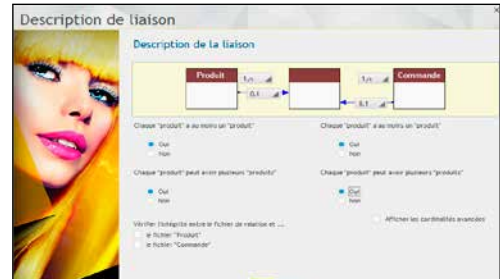 Description de liaison
Description de la liaison
Produit
1,n
0,1
1,n
Commande
0,1
Chaque "produit" a au moins un "produit"
Chaque "produit" a au moins un "produit"
Oui
Non
Oui
Non
Chaque "produit" peut avoir plusieurs "produits"
Chaque "produit" peut avoir plusieurs "produits"
Oui
Non
Oui
Non
Afficher les cardinalités avancées
Vérifier l'intégrité entre le fichier de relation et ...
le fichier "Produit"
le fichier "Commande"